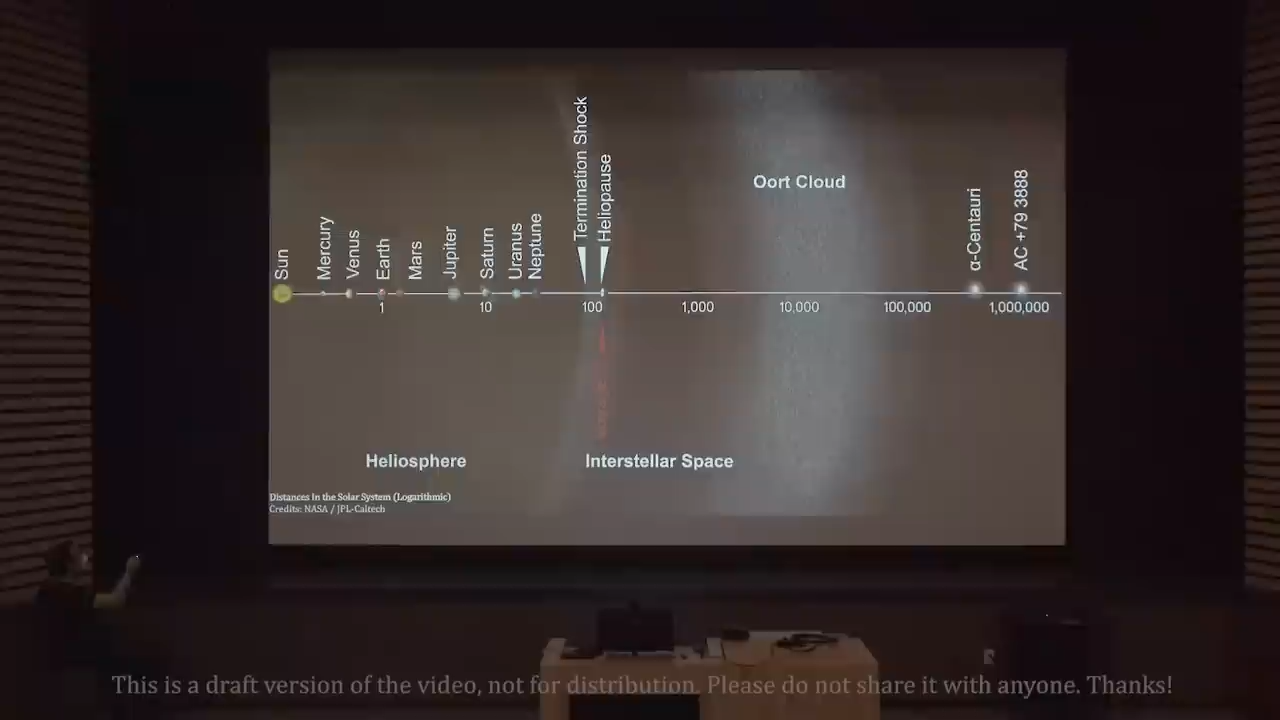 Termination Shock
Heliopause
Oort Cloud
Sun
Mercury
Venus
Earth
Mars
Jupiter
Saturn
Uranus
Neptune
α-Centauri
AC +79 3888
1
10
100
1,000
10,000
100,000
1,000,000
Heliosphere
Interstellar Space
Distances in the Solar System (Logarithmic)
Credits: NASA / JPL-Caltech
This is a draft version of the video, not for distribution. Please do not share it with anyone. Thanks!